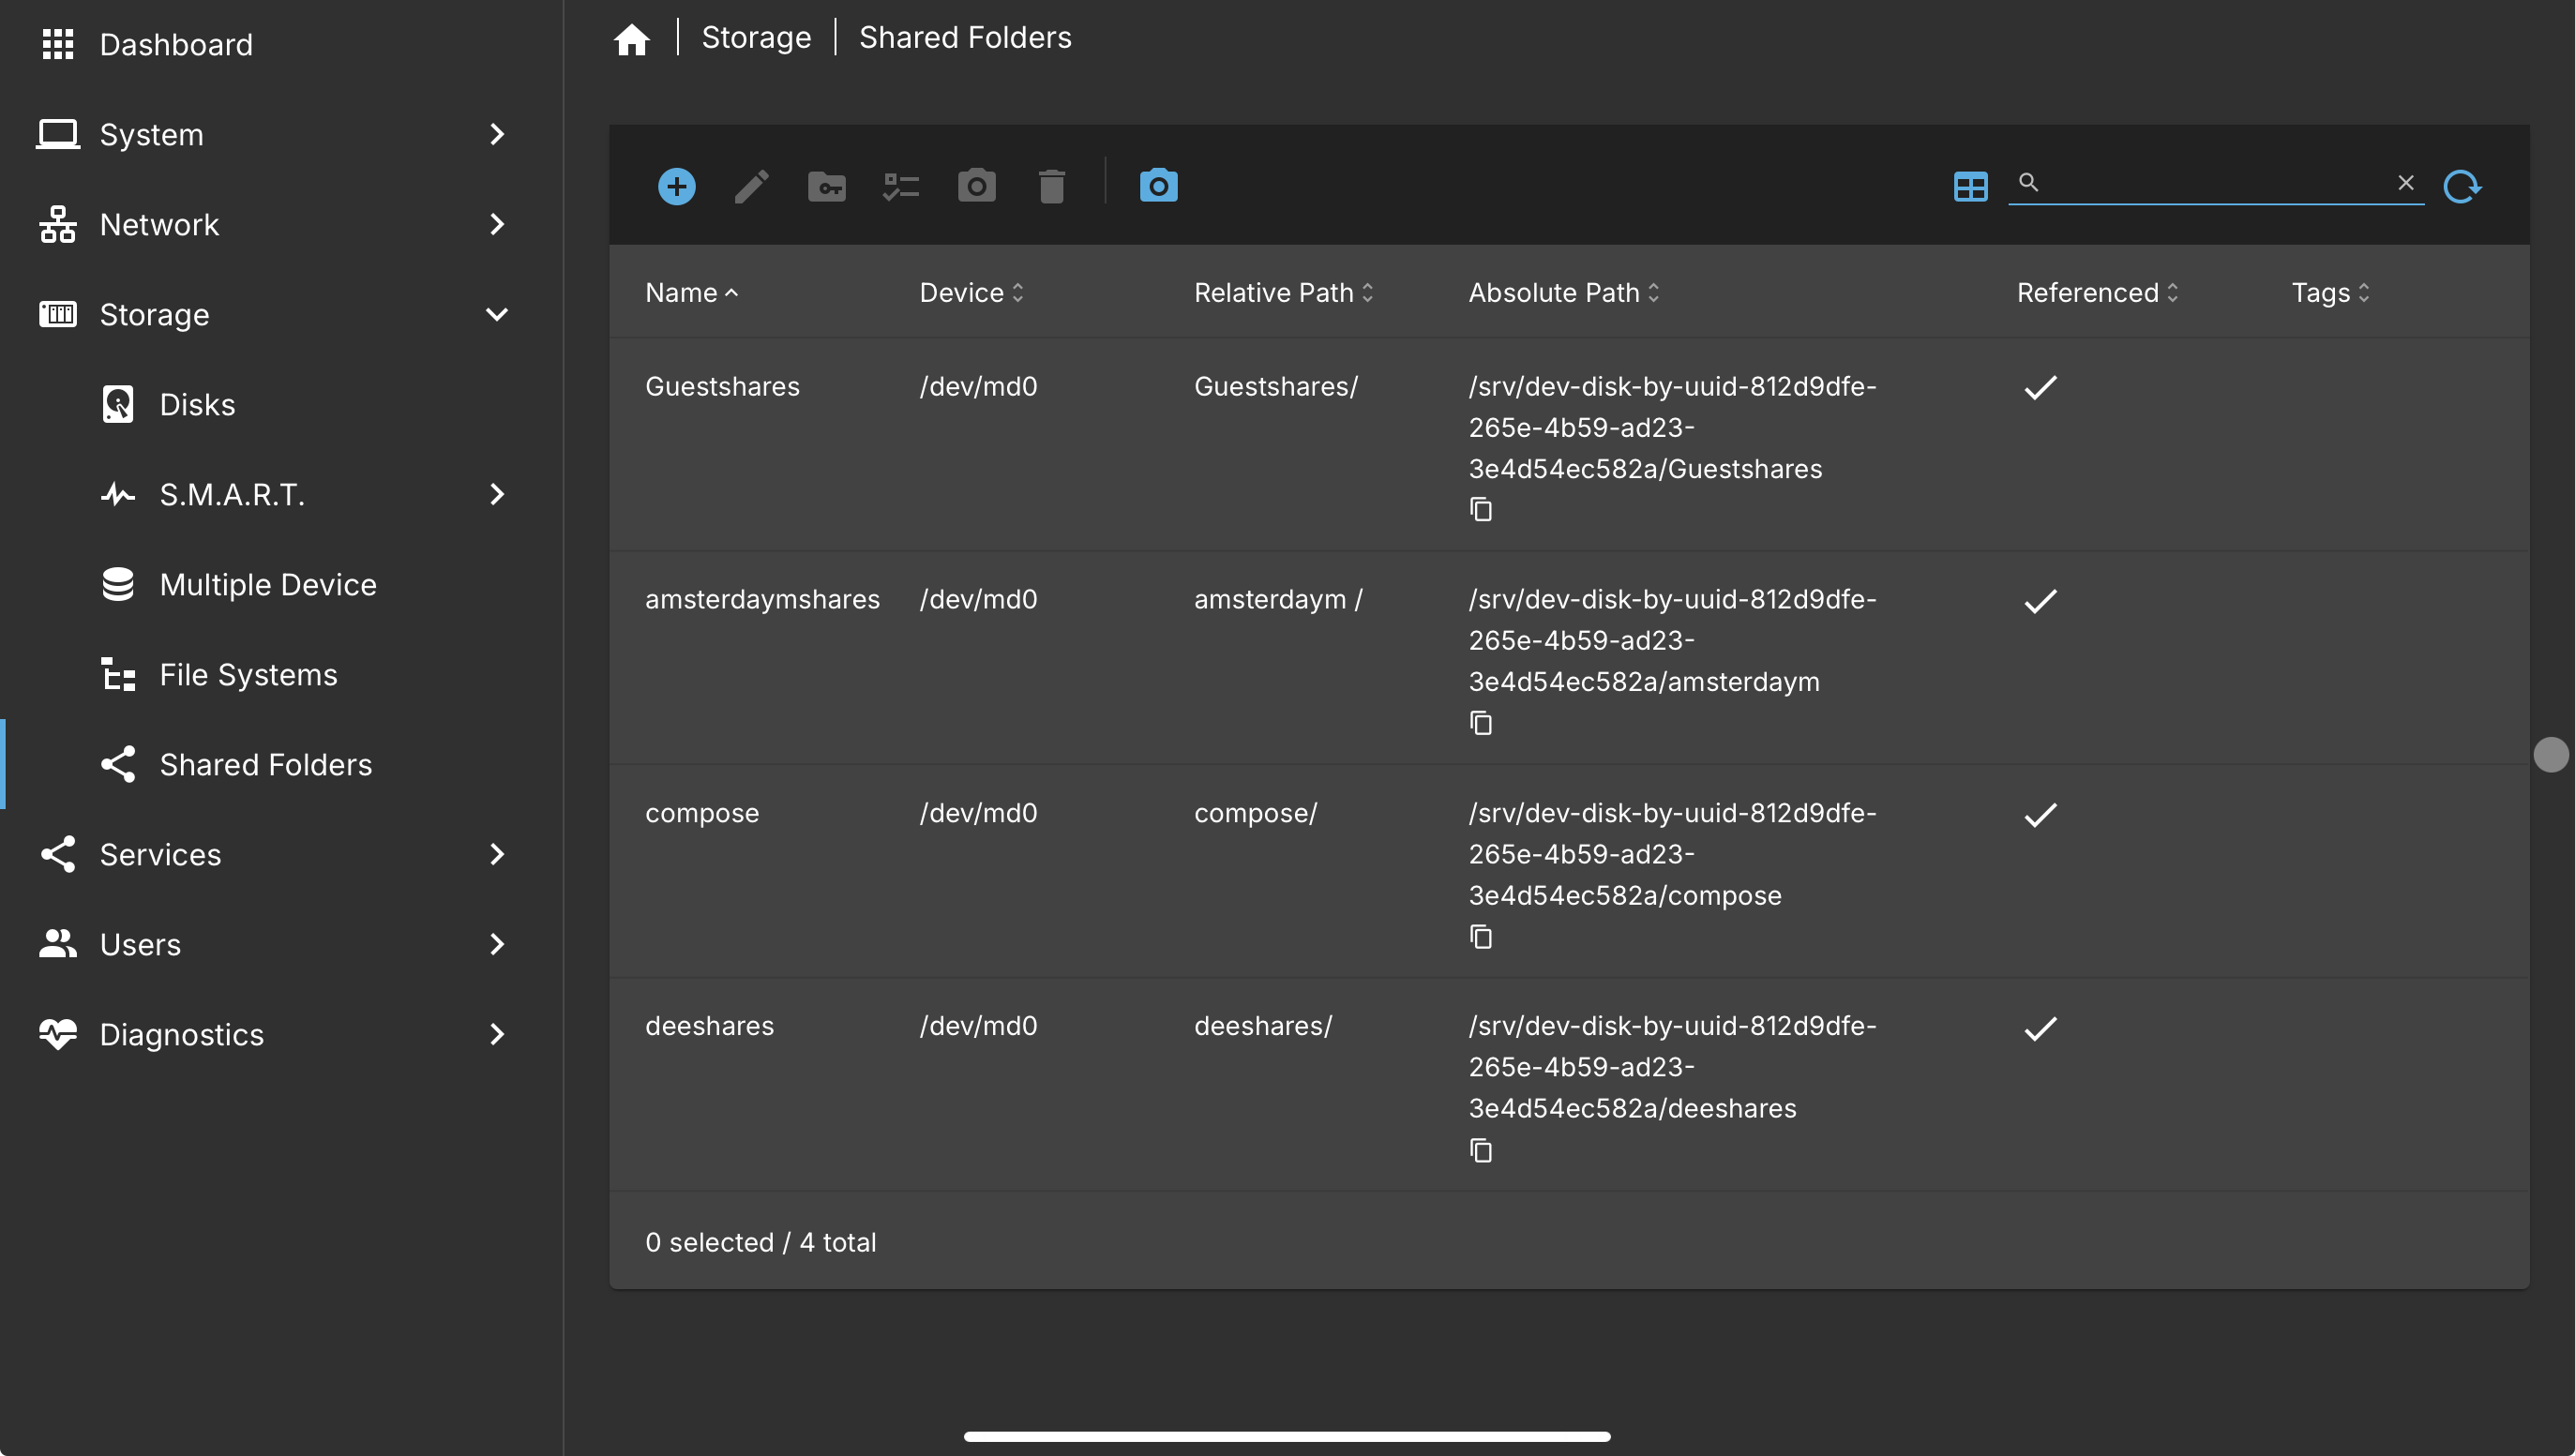 Dashboard
System
Network
Storage
Disks
S.M.A.R.T.
Multiple Device
File Systems
Shared Folders
Services
Users
Diagnostics
Storage | Shared Folders
Name Device Relative Path Absolute Path Referenced Tags
Guestshares /dev/md0 Guestshares/ /srv/dev-disk-by-uuid-812d9dfe-
265e-4b59-ad23-
3e4d54ec582a/Guestshares
amsterdaymshares /dev/md0 amsterdaym / /srv/dev-disk-by-uuid-812d9dfe-
265e-4b59-ad23-
3e4d54ec582a/amsterdaym
compose /dev/md0 compose/ /srv/dev-disk-by-uuid-812d9dfe-
265e-4b59-ad23-
3e4d54ec582a/compose
deeshares /dev/md0 deeshares/ /srv/dev-disk-by-uuid-812d9dfe-
265e-4b59-ad23-
3e4d54ec582a/deeshares
0 selected / 4 total